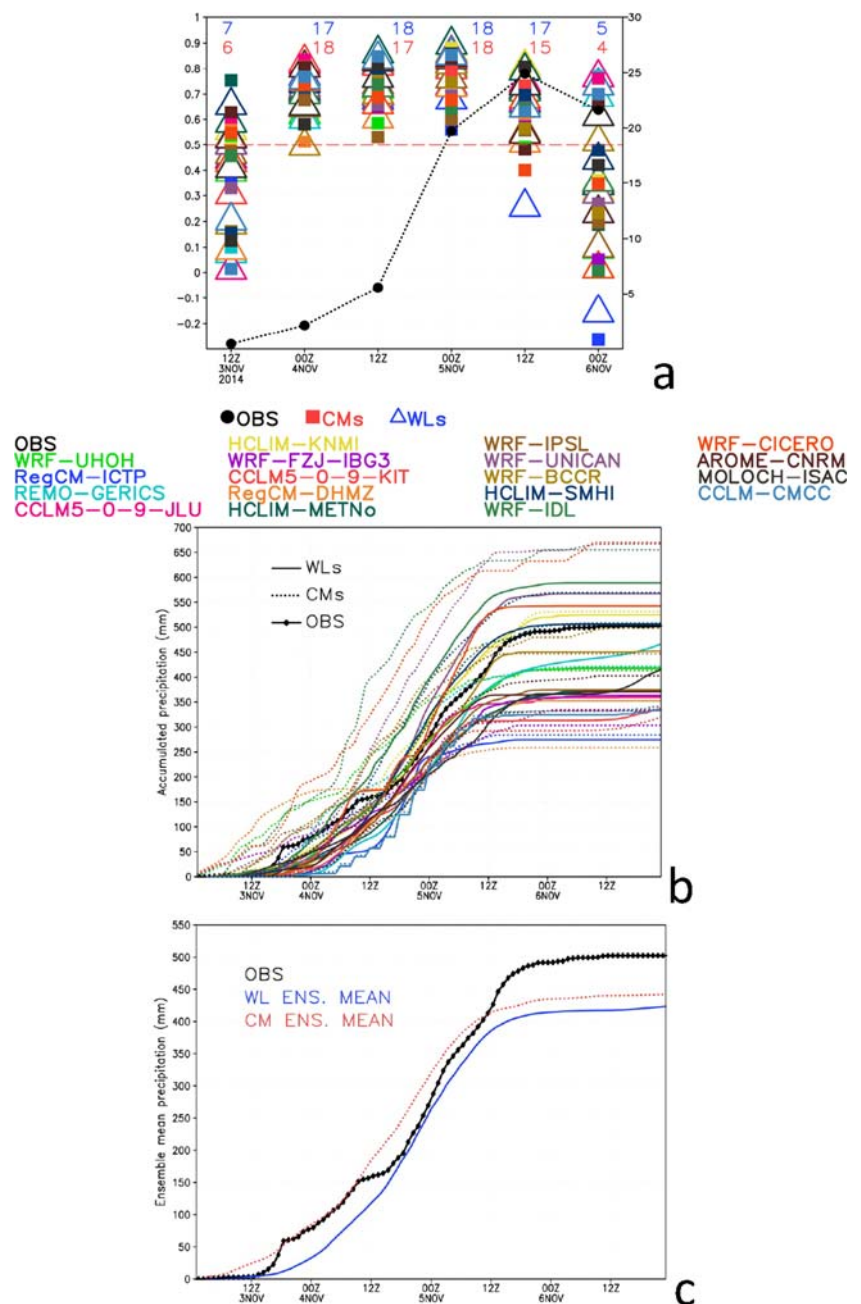 7 17 18 18 17 5
6 18 17 18 15 4
1
0.9
0.8
0.7
0.6
0.5
0.4
0.3
0.2
0.1
0
-0.1
-0.2
30
25
20
15
10
5
12Z 00Z 12Z 00Z 12Z 00Z
3NOV 4NOV 5NOV 6NOV
2014
a
OBS CMs WLs
OBS HCLIM-KNMI WRF-IPSL WRF-CICERO
WRF-UHOH WRF-FZJ-IBG3 WRF-UNICAN AROME-CNRM
RegCM-ICTP CCLM5-0-9-KIT WRF-BCCR MOLOCH-ISAC
REMO-GERICS RegCM-DHMZ HCLIM-SMHI CCLM-CMCC
CCLM5-0-9-JLU HCLIM-METNo WRF-IDL
700
650
600
550
500
450
400
350
300
250
200
150
100
50
0
Accumulated precipitation (mm)
WLs
CMs
OBS
12Z 00Z 12Z 00Z 12Z 00Z 12Z
3NOV 4NOV 5NOV 6NOV
b
550
500
450
400
350
300
250
200
150
100
50
0
Ensemble mean precipitation (mm)
OBS
WL ENS. MEAN
CM ENS. MEAN
12Z 00Z 12Z 00Z 12Z 00Z 12Z
3NOV 4NOV 5NOV 6NOV
c